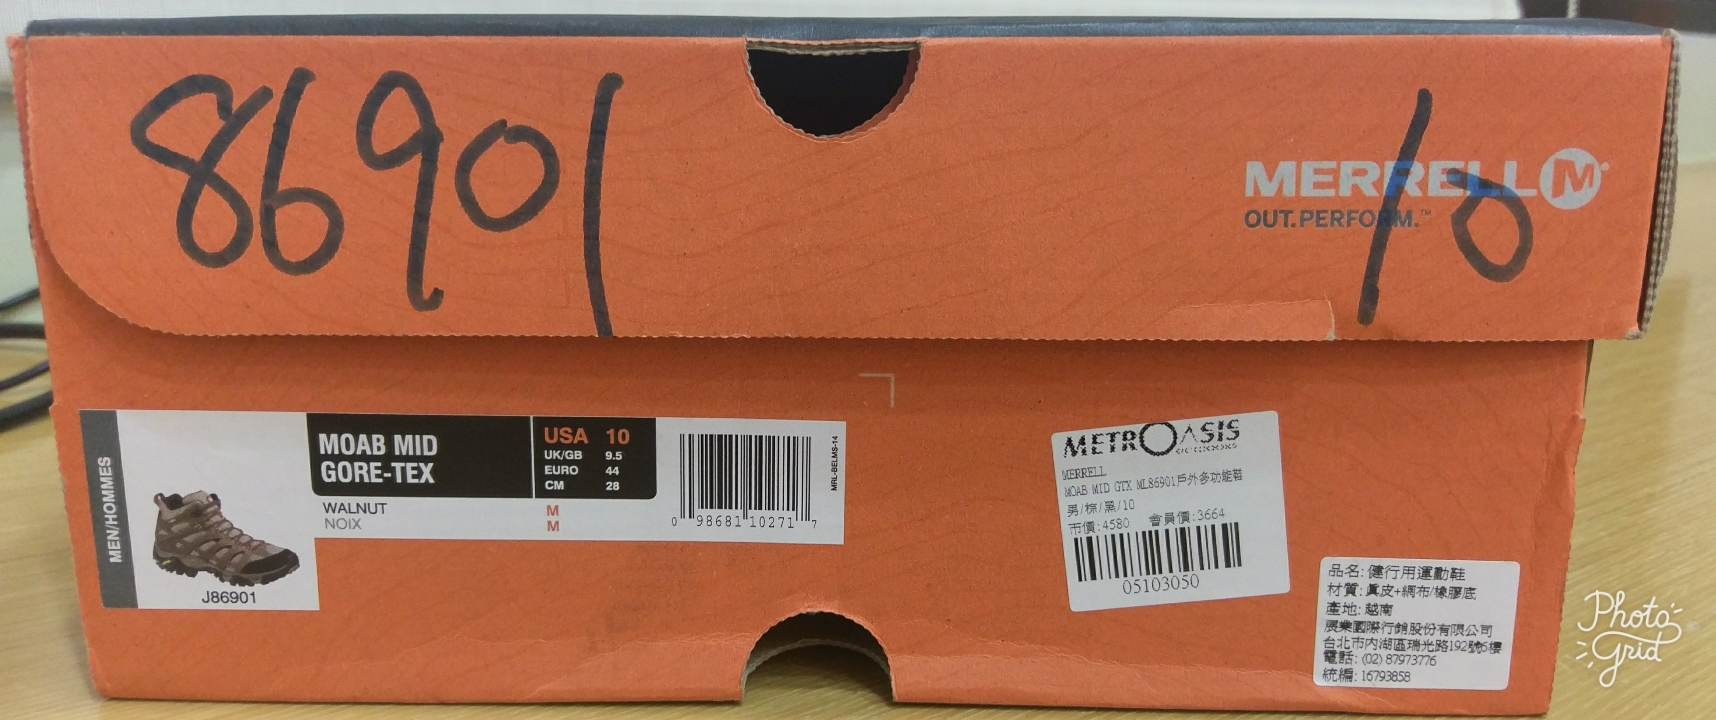 86901
10
MERRELL M
OUT.PERFORM.™
MEN/HOMMES
MOAB MID
GORE-TEX
USA 10
UK/GB 9.5
EURO 44
CM 28
WALNUT M
NOIX M
J86901
0 98681 10271 7
MRL-BELMS-14
METROASIS
OUTDOORS
MERRELL
MOAB MID GTX ML86901戶外多功能鞋
男/棕/黑/10
市價:4580 會員價:3664
05103050
品名: 健行用運動鞋
材質: 真皮+網布/橡膠底
產地: 越南
展業國際行銷股份有限公司
台北市內湖區瑞光路192號6樓
電話: (02) 87973776
統編: 16793858
Photo
Grid